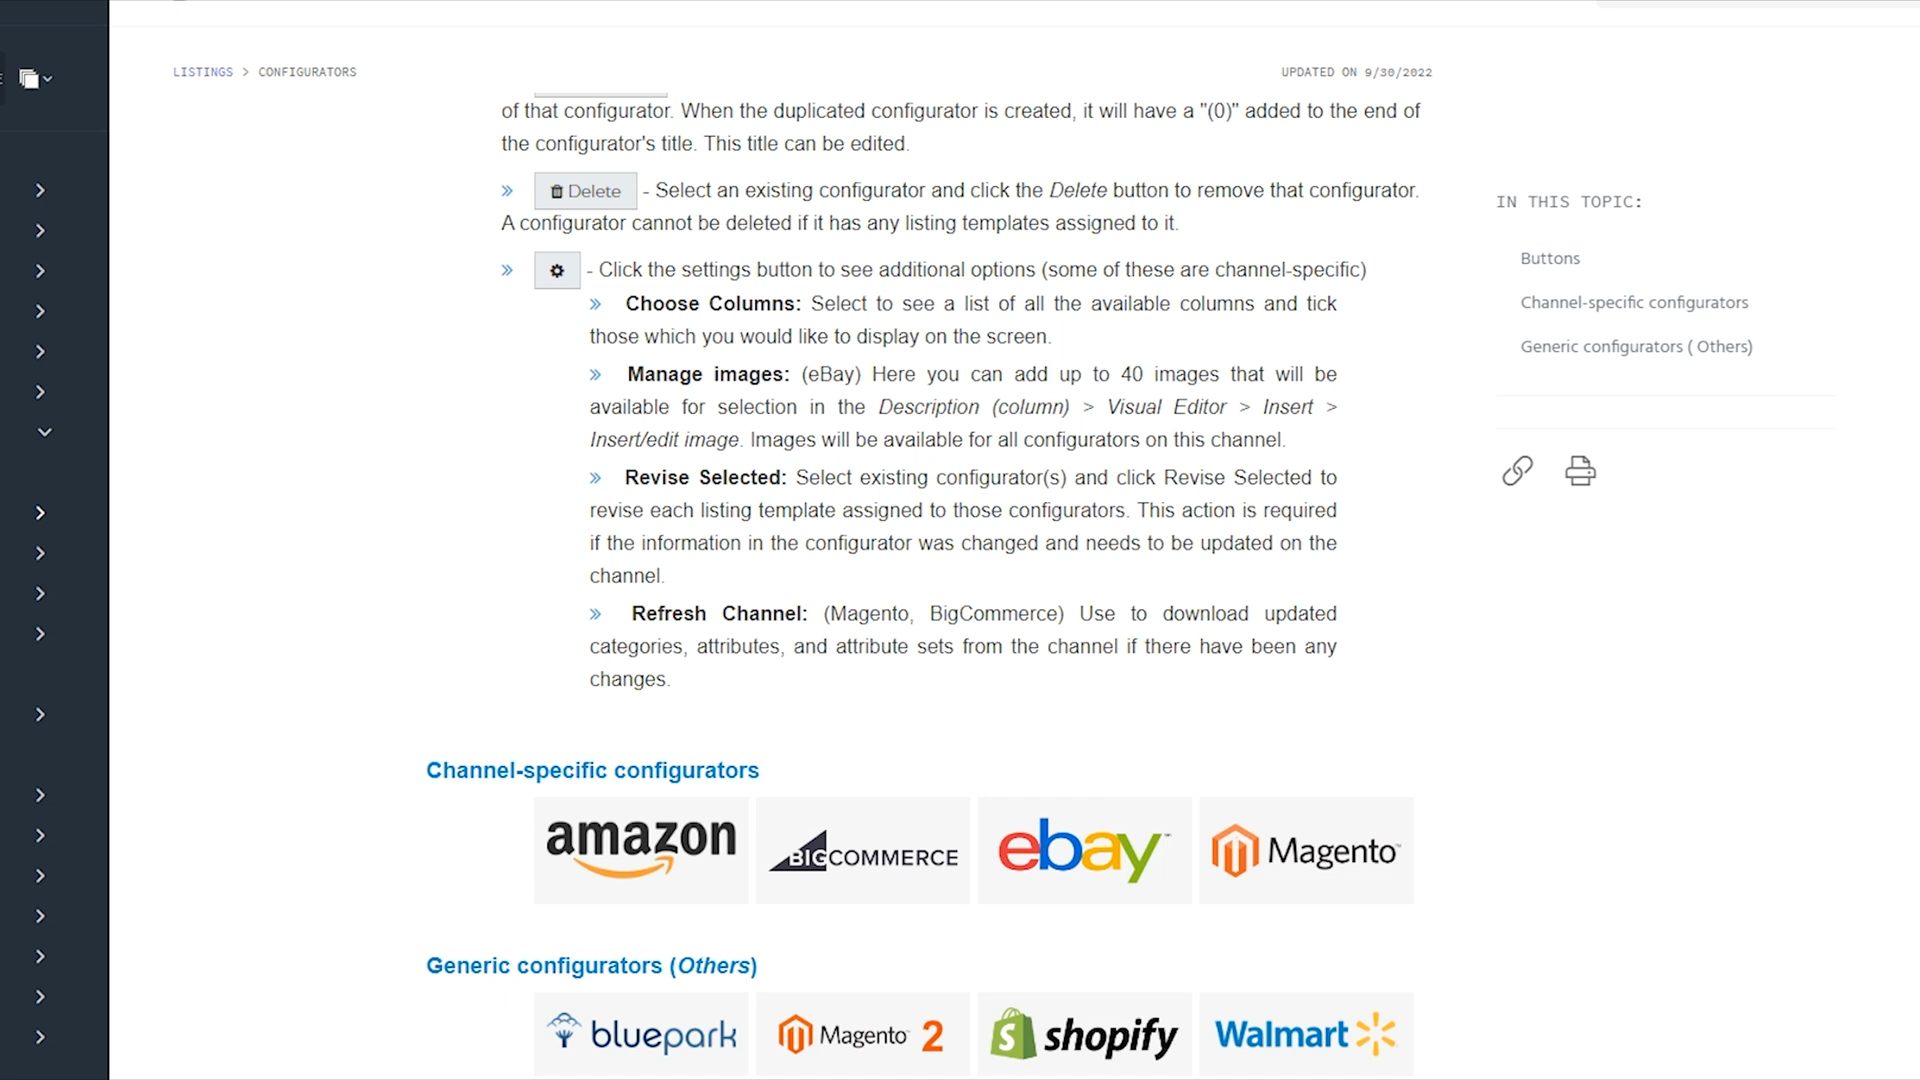 LISTINGS > CONFIGURATORS
UPDATED ON 9/30/2022
of that configurator. When the duplicated configurator is created, it will have a "(0)" added to the end of
the configurator's title. This title can be edited.
» Delete - Select an existing configurator and click the Delete button to remove that configurator.
A configurator cannot be deleted if it has any listing templates assigned to it.
» - Click the settings button to see additional options (some of these are channel-specific)
» Choose Columns: Select to see a list of all the available columns and tick
those which you would like to display on the screen.
» Manage images: (eBay) Here you can add up to 40 images that will be
available for selection in the Description (column) > Visual Editor > Insert >
Insert/edit image. Images will be available for all configurators on this channel.
» Revise Selected: Select existing configurator(s) and click Revise Selected to
revise each listing template assigned to those configurators. This action is required
if the information in the configurator was changed and needs to be updated on the
channel.
» Refresh Channel: (Magento, BigCommerce) Use to download updated
categories, attributes, and attribute sets from the channel if there have been any
changes.
Channel-specific configurators
amazon
BIGCOMMERCE
ebay™
Magento
Generic configurators (Others)
bluepark
Magento 2
shopify
Walmart
IN THIS TOPIC:
Buttons
Channel-specific configurators
Generic configurators ( Others)